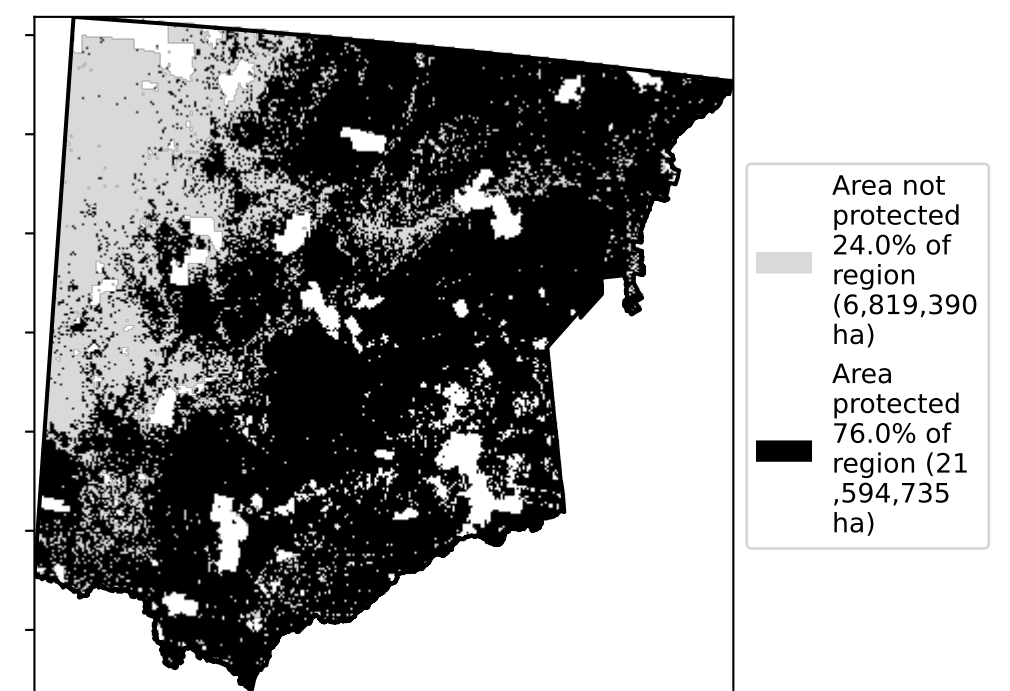 Area not
protected
24.0% of
region
(6,819,390
ha)
Area
protected
76.0% of
region (21
,594,735
ha)